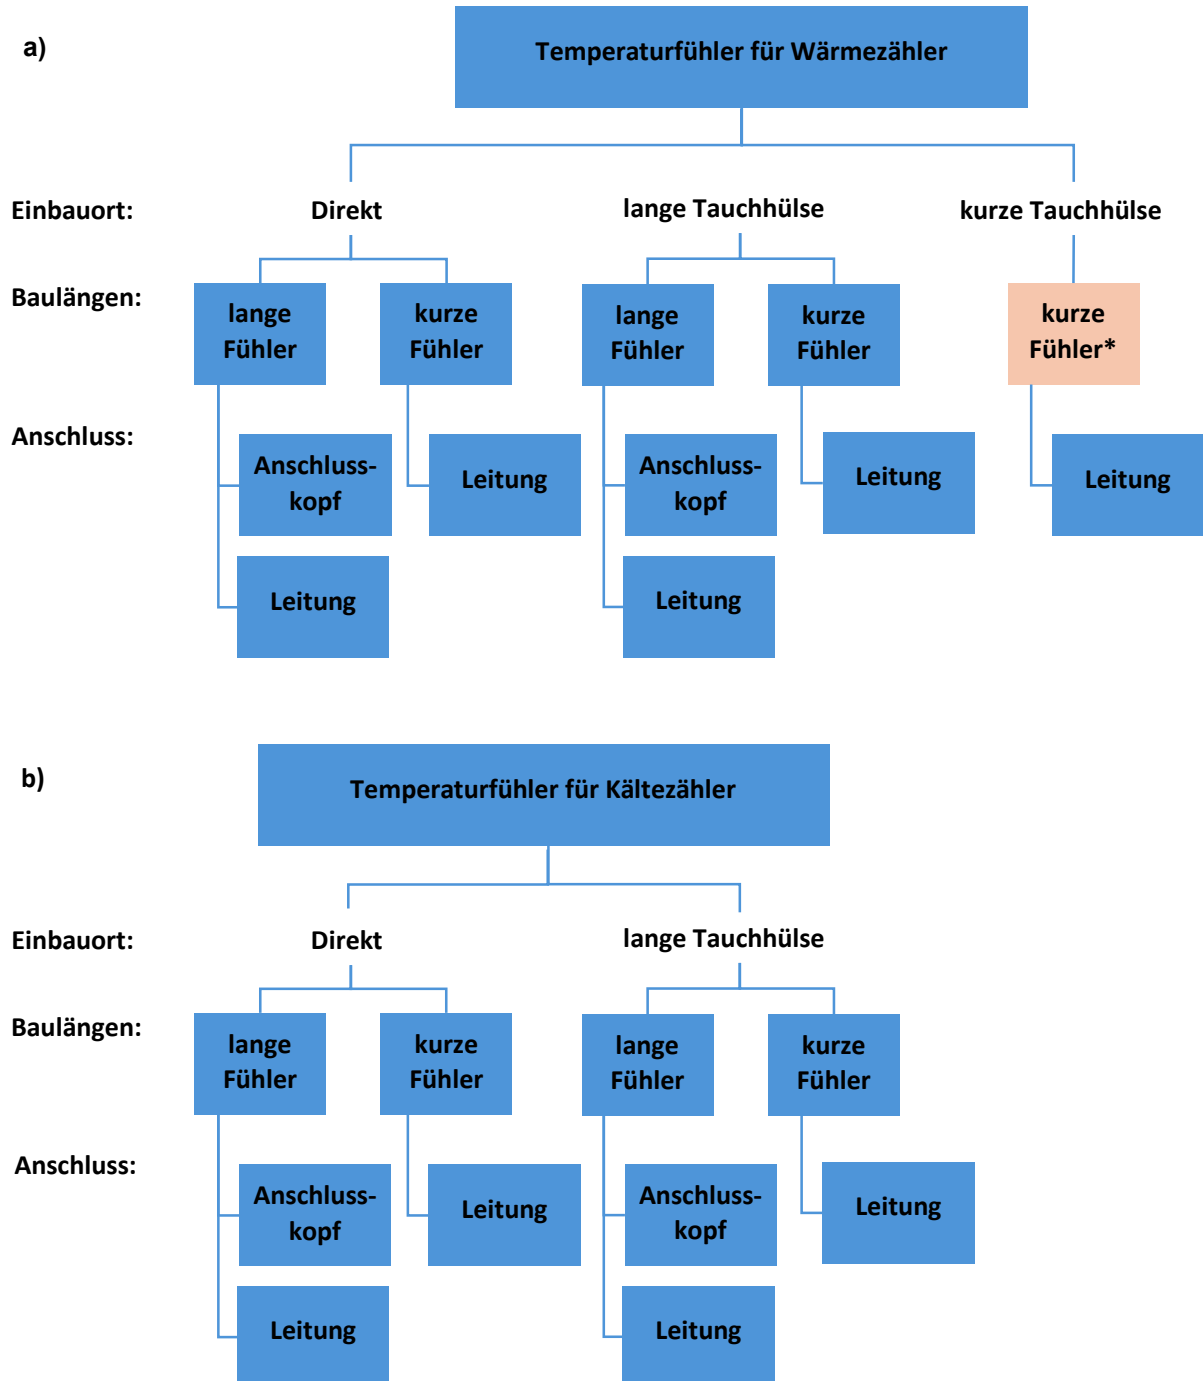 a)
Temperaturfühler für Wärmezähler
Einbauort:
Direkt
lange Tauchhülse
kurze Tauchhülse
Baulängen:
lange
Fühler
kurze
Fühler
lange
Fühler
kurze
Fühler
kurze
Fühler*
Anschluss:
Anschluss-
kopf
Leitung
Anschluss-
kopf
Leitung
Leitung
Leitung
Leitung
b)
Temperaturfühler für Kältezähler
Einbauort:
Direkt
lange Tauchhülse
Baulängen:
lange
Fühler
kurze
Fühler
lange
Fühler
kurze
Fühler
Anschluss:
Anschluss-
kopf
Leitung
Anschluss-
kopf
Leitung
Leitung
Leitung